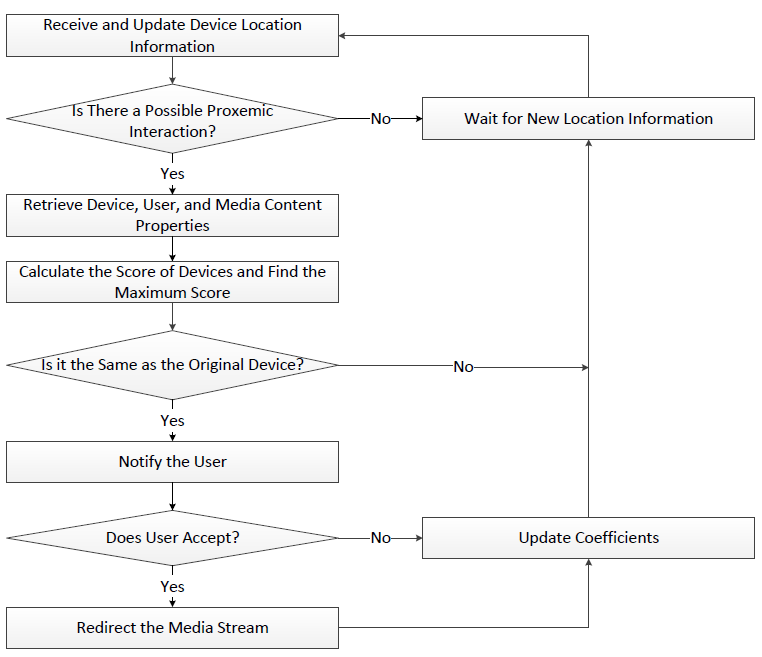 Receive and Update Device Location
Information
Is There a Possible Proxemic
Interaction?
No
Wait for New Location Information
Yes
Retrieve Device, User, and Media Content
Properties
Calculate the Score of Devices and Find the
Maximum Score
Is it the Same as the Original Device?
No
Yes
Notify the User
Does User Accept?
No
Update Coefficients
Yes
Redirect the Media Stream